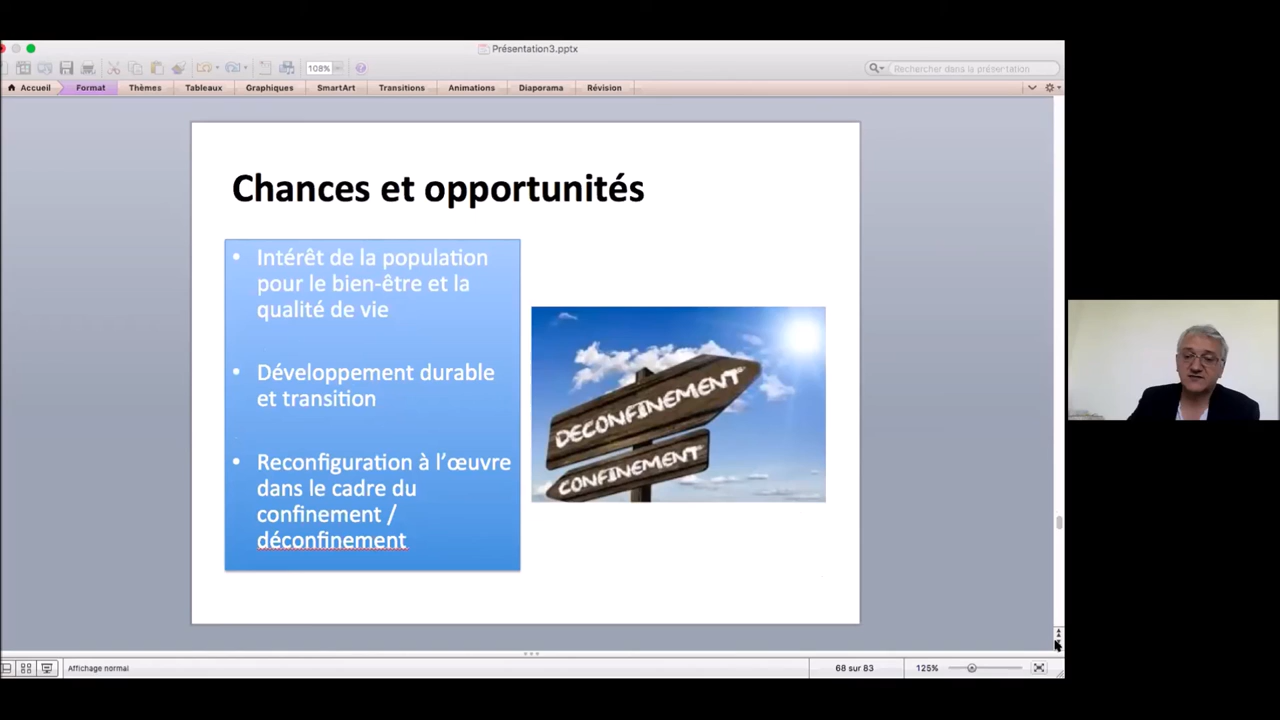 Présentation3.pptx
108%
Rechercher dans la présentation
Accueil Format Thèmes Tableaux Graphiques SmartArt Transitions Animations Diaporama Révision
Chances et opportunités
• Intérêt de la population
pour le bien-être et la
qualité de vie
• Développement durable
et transition
• Reconfiguration à l’œuvre
dans le cadre du
confinement /
déconfinement
DECONFINEMENT
CONFINEMENT
Affichage normal
68 sur 83
125%